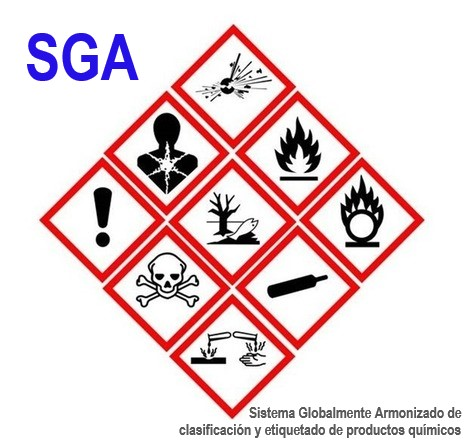 SGA
Sistema Globalmente Armonizado de
clasificación y etiquetado de productos químicos